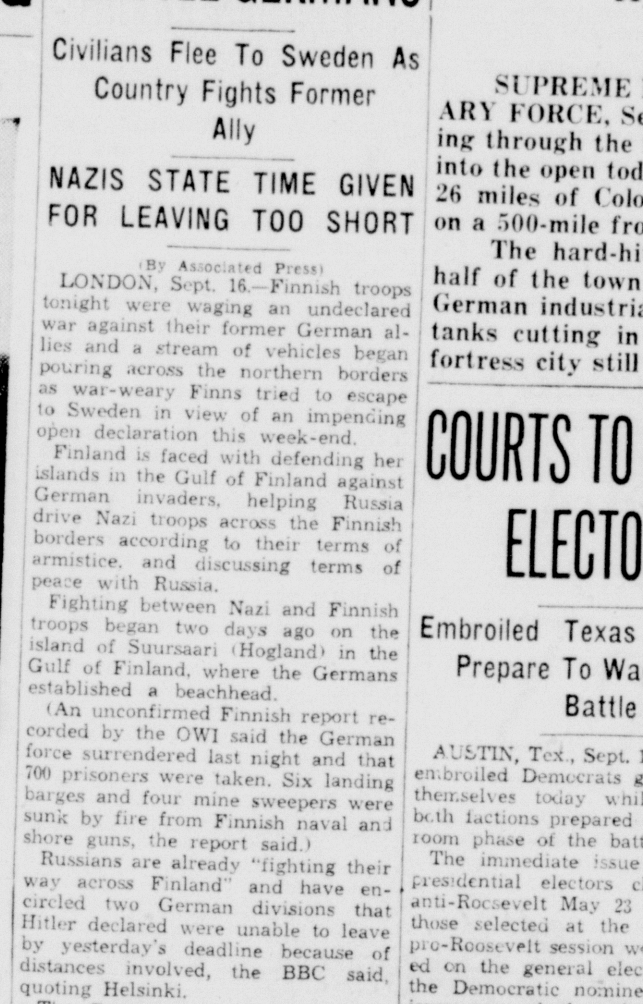 GERMANS
Civilians Flee To Sweden As
Country Fights Former
Ally
NAZIS STATE TIME GIVEN
FOR LEAVING TOO SHORT
(By Associated Press)
LONDON, Sept. 16.—Finnish troops
tonight were waging an undeclared
war against their former German al-
lies and a stream of vehicles began
pouring across the northern borders
as war-weary Finns tried to escape
to Sweden in view of an impending
open declaration this week-end.
Finland is faced with defending her
islands in the Gulf of Finland against
German invaders, helping Russia
drive Nazi troops across the Finnish
borders according to their terms of
armistice, and discussing terms of
peace with Russia.
Fighting between Nazi and Finnish
troops began two days ago on the
island of Suursaari (Hogland) in the
Gulf of Finland, where the Germans
established a beachhead.
(An unconfirmed Finnish report re-
corded by the OWI said the German
force surrendered last night and that
700 prisoners were taken. Six landing
barges and four mine sweepers were
sunk by fire from Finnish naval and
shore guns, the report said.)
Russians are already "fighting their
way across Finland" and have en-
circled two German divisions that
Hitler declared were unable to leave
by yesterday's deadline because of
distances involved, the BBC said,
quoting Helsinki.
SUPREME
ARY FORCE, Se
ing through the
into the open tod
26 miles of Colo
on a 500-mile fro
The hard-hi
half of the town
German industria
tanks cutting in
fortress city still
COURTS TO
ELECTO
Embroiled Texas
Prepare To Wa
Battle
AUSTIN, Tex., Sept. 1
embroiled Democrats g
themselves today whil
both factions prepared
room phase of the batt
The immediate issue
presidential electors c
anti-Roosevelt May 23
those selected at the
pro-Roosevelt session w
ed on the general elec
the Democratic nomine